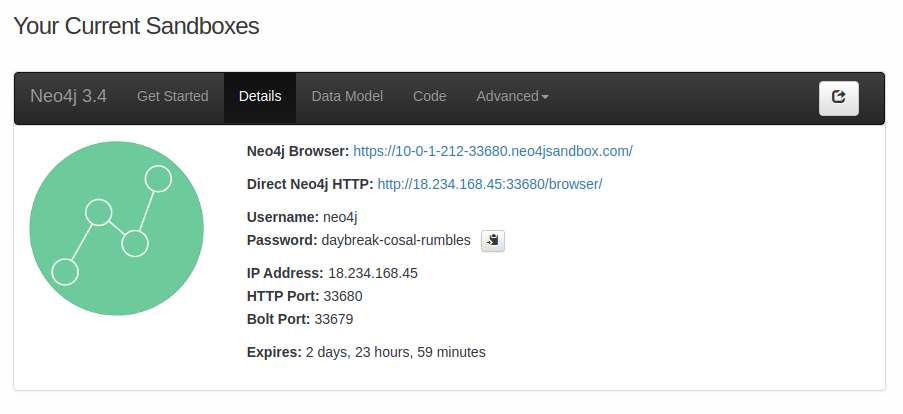 Your Current Sandboxes
Neo4j 3.4 Get Started Details Data Model Code Advanced
Neo4j Browser: https://10-0-1-212-33680.neo4jsandbox.com/
Direct Neo4j HTTP: http://18.234.168.45:33680/browser/
Username: neo4j
Password: daybreak-cosal-rumbles
IP Address: 18.234.168.45
HTTP Port: 33680
Bolt Port: 33679
Expires: 2 days, 23 hours, 59 minutes